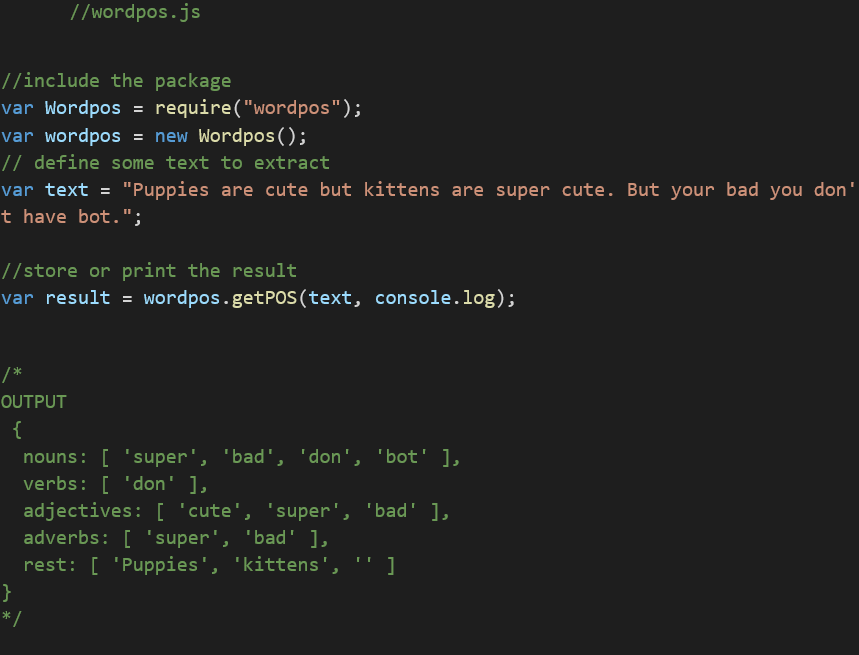 //wordpos.js
//include the package
var Wordpos = require("wordpos");
var wordpos = new Wordpos();
// define some text to extract
var text = "Puppies are cute but kittens are super cute. But your bad you don'
t have bot.";
//store or print the result
var result = wordpos.getPOS(text, console.log);
/*
OUTPUT
{
nouns: [ 'super', 'bad', 'don', 'bot' ],
verbs: [ 'don' ],
adjectives: [ 'cute', 'super', 'bad' ],
adverbs: [ 'super', 'bad' ],
rest: [ 'Puppies', 'kittens', '' ]
}
*/